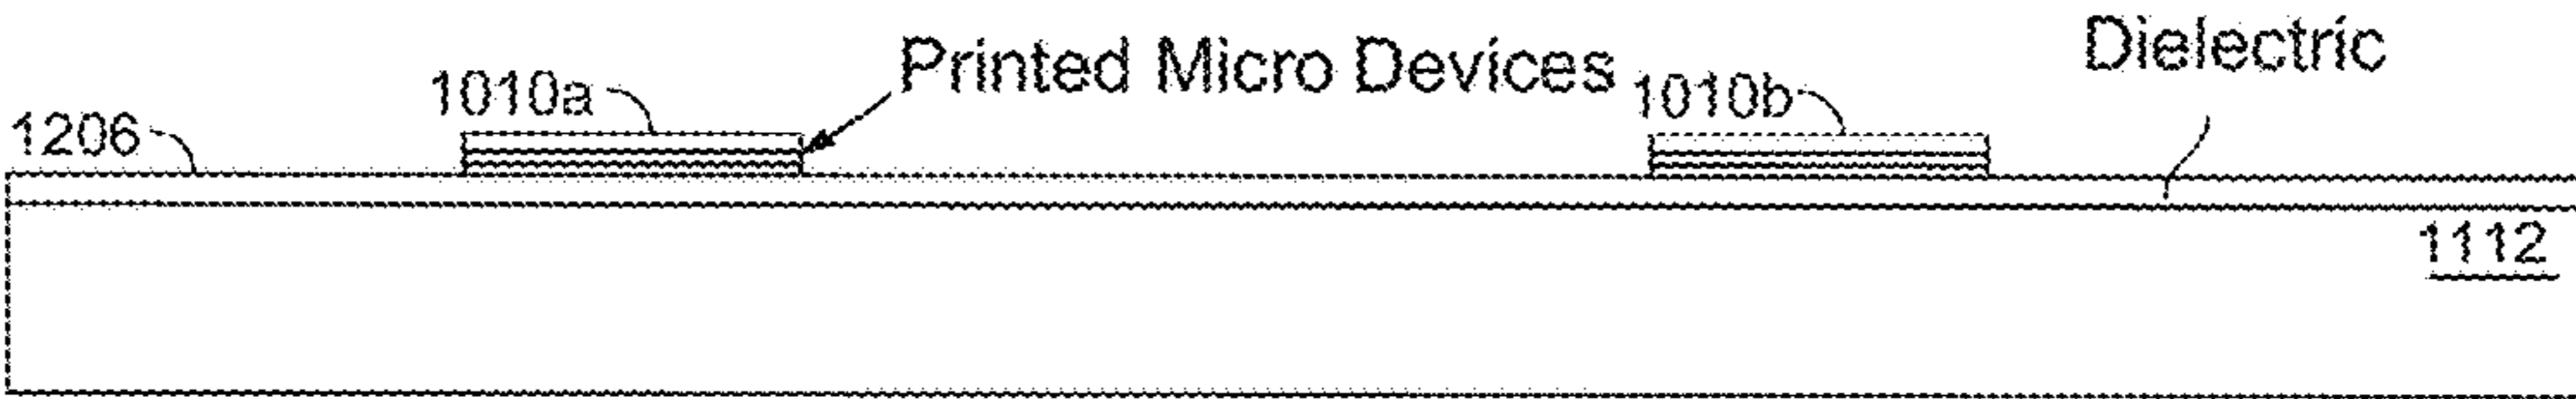 1206
1010a
Printed Micro Devices
1010b
Dielectric
1112